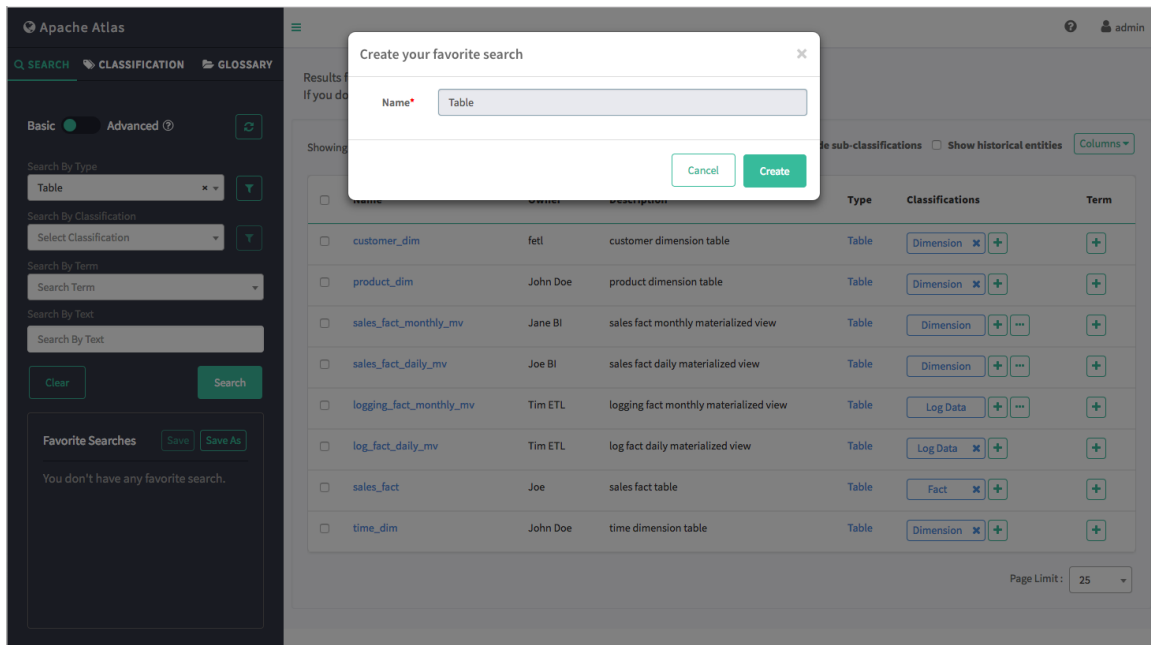 Apache Atlas
admin
SEARCH CLASSIFICATION GLOSSARY
Basic Advanced
Search By Type
Table
Search By Classification
Select Classification
Search By Term
Search Term
Search By Text
Search By Text
Clear Search
Favorite Searches Save Save As
You don't have any favorite search.
Create your favorite search
Name* Table
Cancel Create
Results
If you do
Showing sub-classifications Show historical entities Columns
Name Owner Description Type Classifications Term
customer_dim fetl customer dimension table Table Dimension
product_dim John Doe product dimension table Table Dimension
sales_fact_monthly_mv Jane BI sales fact monthly materialized view Table Dimension
sales_fact_daily_mv Joe BI sales fact daily materialized view Table Dimension
logging_fact_monthly_mv Tim ETL logging fact monthly materialized view Table Log Data
log_fact_daily_mv Tim ETL log fact daily materialized view Table Log Data
sales_fact Joe sales fact table Table Fact
time_dim John Doe time dimension table Table Dimension
Page Limit : 25